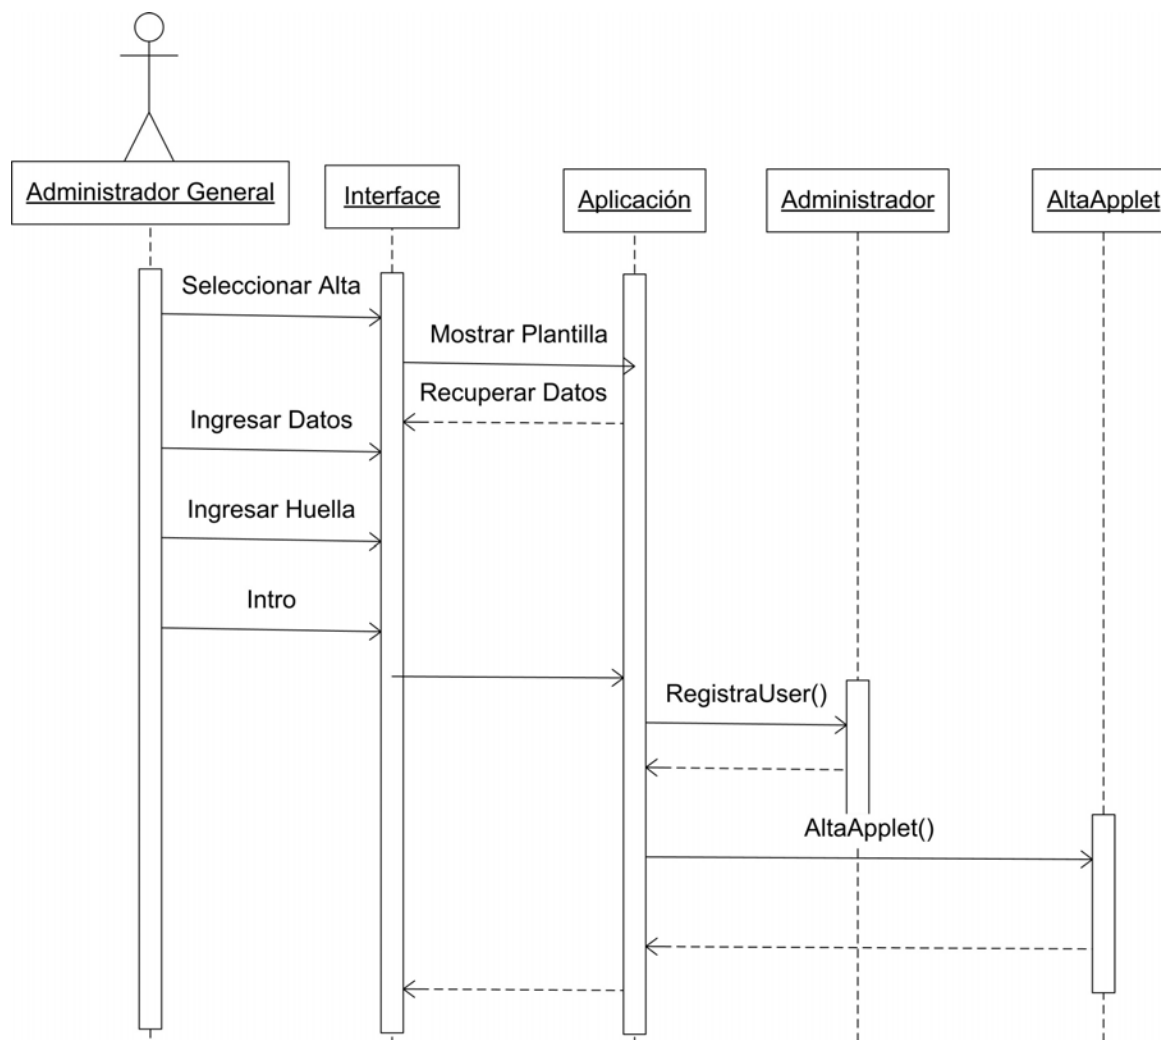 Administrador General
Interface
Aplicación
Administrador
AltaApplet
Seleccionar Alta
Mostrar Plantilla
Recuperar Datos
Ingresar Datos
Ingresar Huella
Intro
RegistraUser()
AltaApplet()